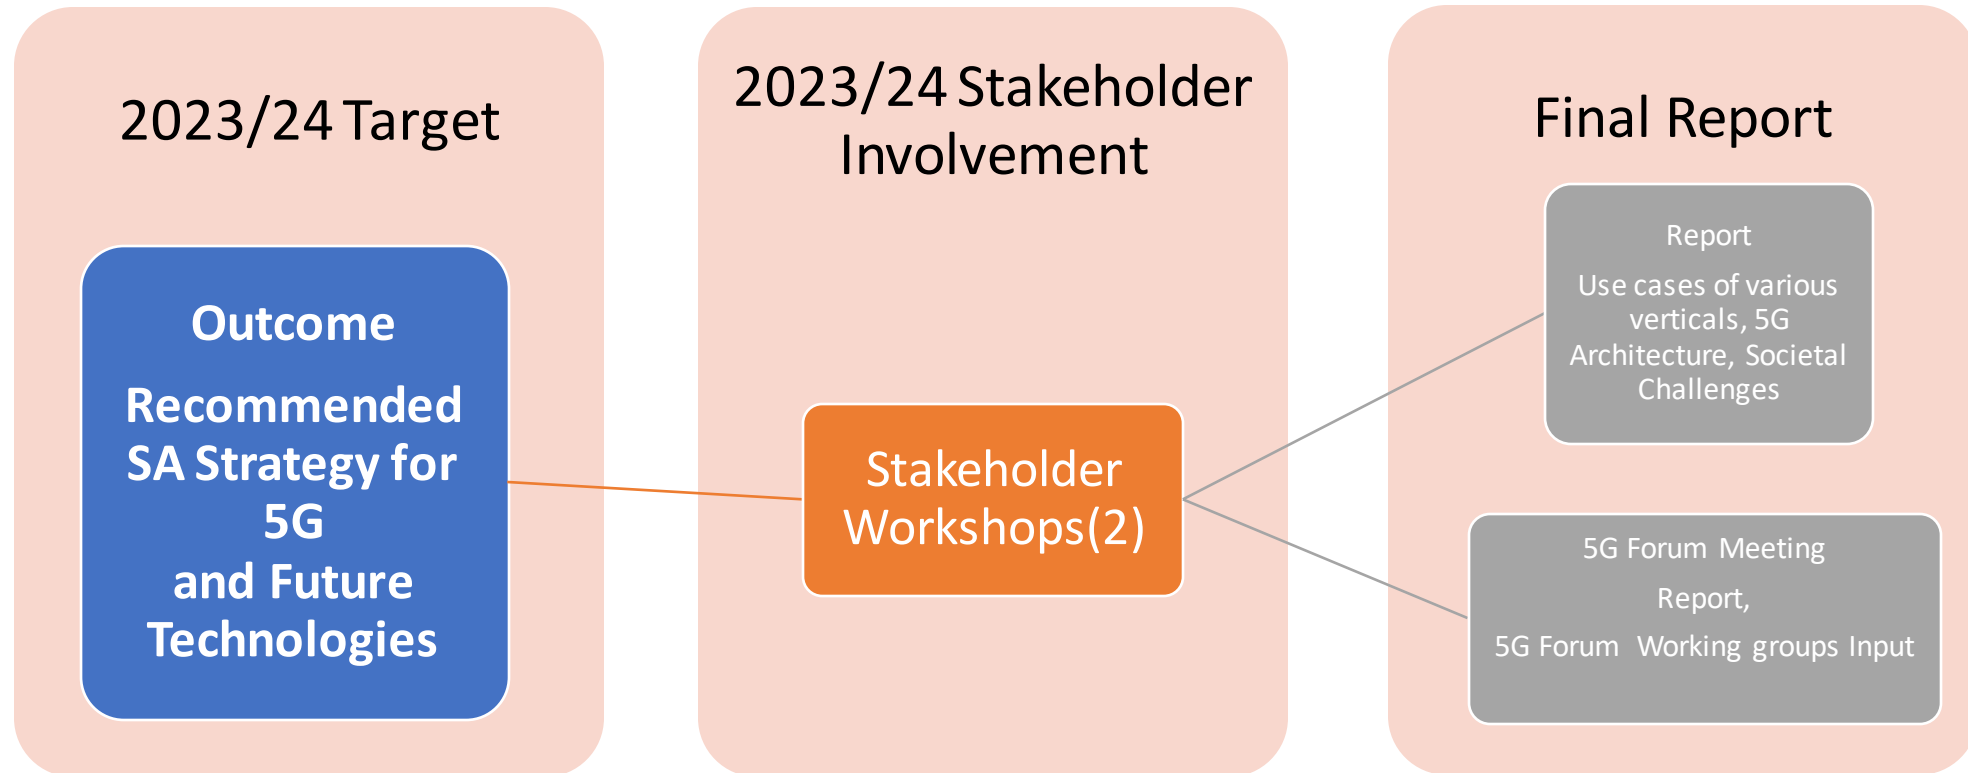 2023/24 Target
Outcome
Recommended
SA Strategy for
5G
and Future
Technologies
2023/24 Stakeholder
Involvement
Stakeholder
Workshops(2)
Final Report
Report
Use cases of various
verticals, 5G
Architecture, Societal
Challenges
5G Forum Meeting
Report,
5G Forum Working groups Input